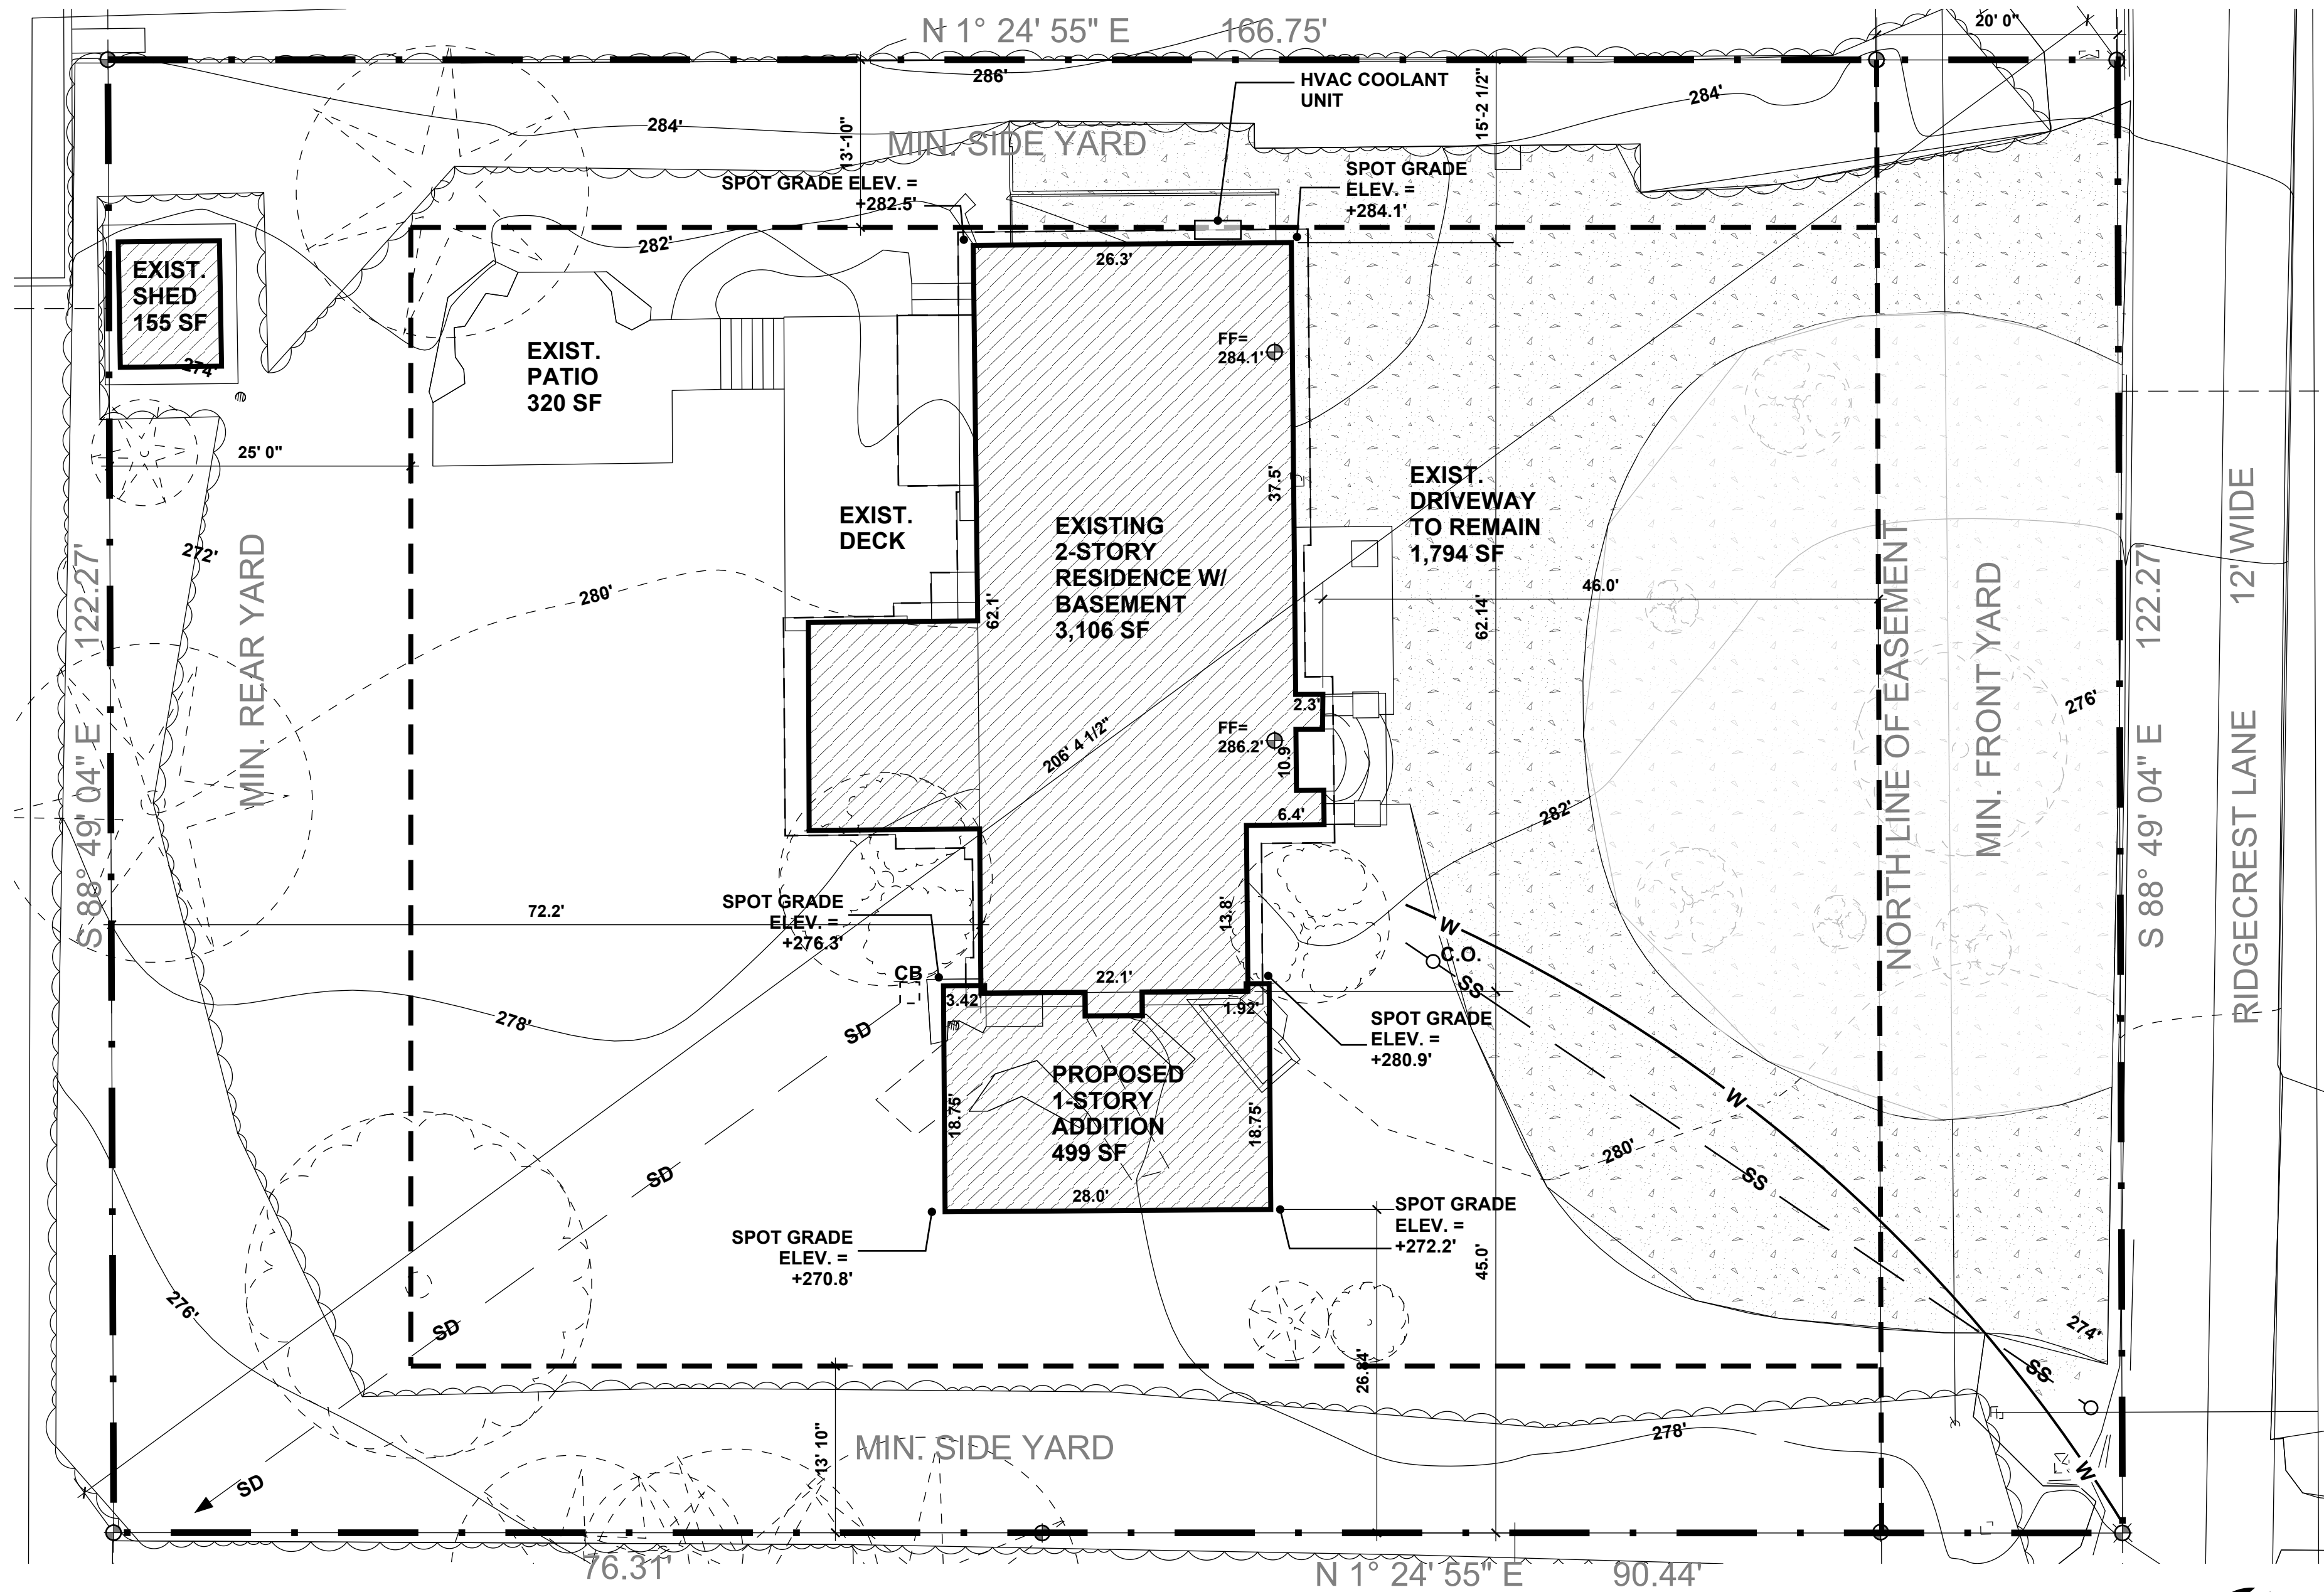 N 1° 24' 55" E 166.75'
20' 0"
286'
HVAC COOLANT
UNIT
284'
284'
13'-10"
15'-2 1/2"
MIN. SIDE YARD
SPOT GRADE ELEV. =
+282.5'
SPOT GRADE
ELEV. =
+284.1'
282'
26.3'
EXIST.
SHED
155 SF
274'
EXIST.
PATIO
320 SF
FF=
284.1'
25' 0"
37.5'
EXIST.
DECK
EXISTING
2-STORY
RESIDENCE W/
BASEMENT
3,106 SF
EXIST.
DRIVEWAY
TO REMAIN
1,794 SF
272'
280'
62.1'
62.14'
46.0'
S 88° 49' 04" E 122.27'
MIN. REAR YARD
NORTH LINE OF EASEMENT
MIN. FRONT YARD
S 88° 49' 04" E 122.27'
RIDGECREST LANE 12' WIDE
276'
2.3'
FF=
286.2'
10.9'
206' 4 1/2"
6.4'
282'
72.2'
SPOT GRADE
ELEV. =
+276.3'
13.8'
W
C.O.
SS
CB
22.1'
3.42'
1.92'
278'
SD
SPOT GRADE
ELEV. =
+280.9'
PROPOSED
1-STORY
ADDITION
499 SF
18.75'
18.75'
W
280'
SS
SD
28.0'
SPOT GRADE
ELEV. =
+270.8'
SPOT GRADE
ELEV. =
+272.2'
45.0'
276'
SD
274'
SS
26.84'
13' 10"
MIN. SIDE YARD
278'
SD
W
76.31'
N 1° 24' 55" E 90.44'